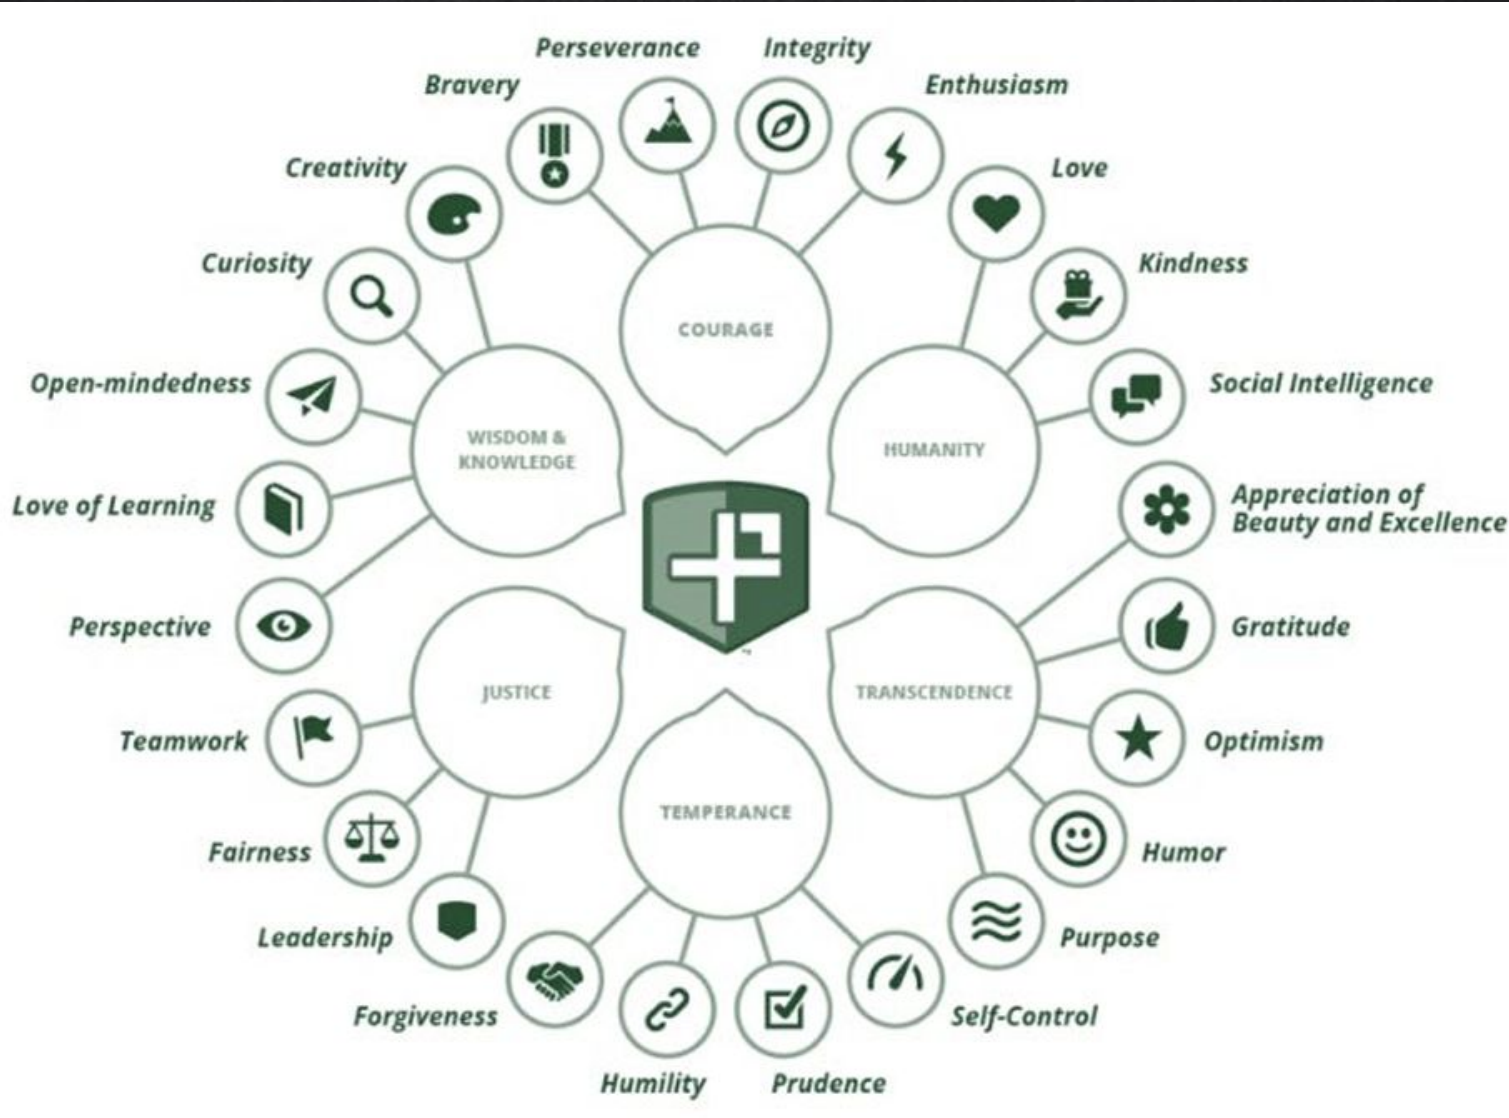 Perseverance
Integrity
Bravery
Enthusiasm
Creativity
Love
Curiosity
Kindness
COURAGE
Open-mindedness
Social Intelligence
WISDOM &
KNOWLEDGE
HUMANITY
Love of Learning
Appreciation of
Beauty and Excellence
Perspective
Gratitude
JUSTICE
TRANSCENDENCE
Teamwork
Optimism
TEMPERANCE
Fairness
Humor
Leadership
Purpose
Forgiveness
Self-Control
Humility
Prudence